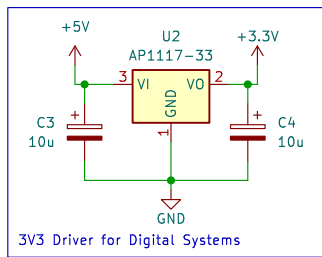 +5V
U2
AP1117-33
+3.3V
3
VI
VO
2
GND
1
+
C3
10u
+
C4
10u
GND
3V3 Driver for Digital Systems